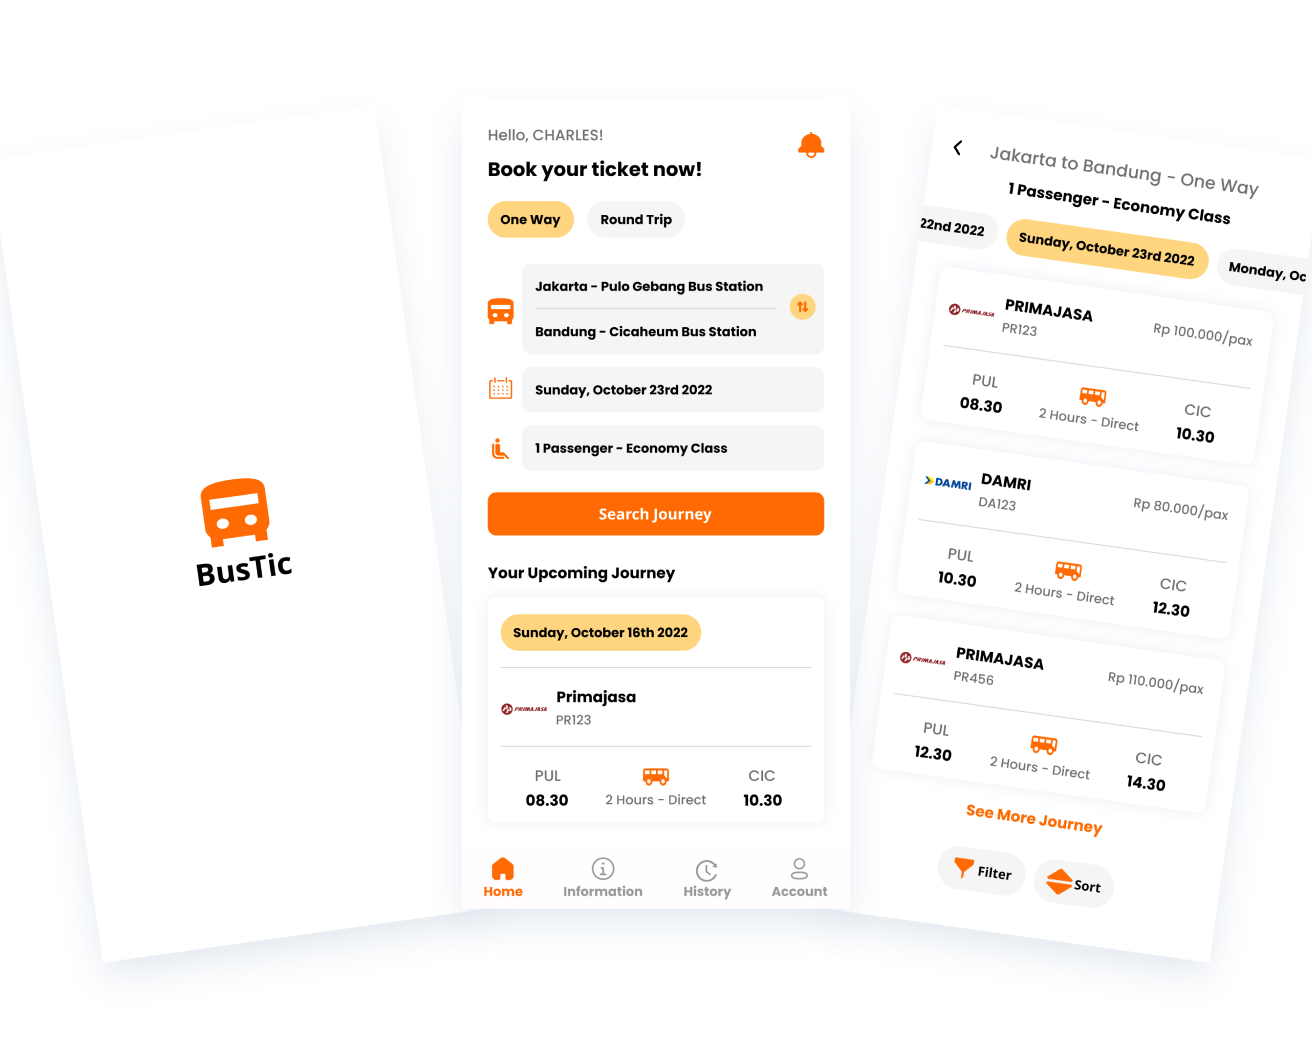 BusTic
Hello, CHARLES!
Book your ticket now!
One Way
Round Trip
Jakarta - Pulo Gebang Bus Station
Bandung - Cicaheum Bus Station
Sunday, October 23rd 2022
1 Passenger - Economy Class
Search Journey
Your Upcoming Journey
Sunday, October 16th 2022
PRIMAJASA
Primajasa
PR123
PUL
08.30
2 Hours - Direct
CIC
10.30
Home
Information
History
Account
Jakarta to Bandung - One Way
1 Passenger - Economy Class
22nd 2022
Sunday, October 23rd 2022
Monday, Oc
PRIMAJASA
PRIMAJASA
PR123
Rp 100.000/pax
PUL
08.30
2 Hours - Direct
CIC
10.30
DAMRI
DAMRI
DA123
Rp 80.000/pax
PUL
10.30
2 Hours - Direct
CIC
12.30
PRIMAJASA
PRIMAJASA
PR456
Rp 110.000/pax
PUL
12.30
2 Hours - Direct
CIC
14.30
See More Journey
Filter
Sort